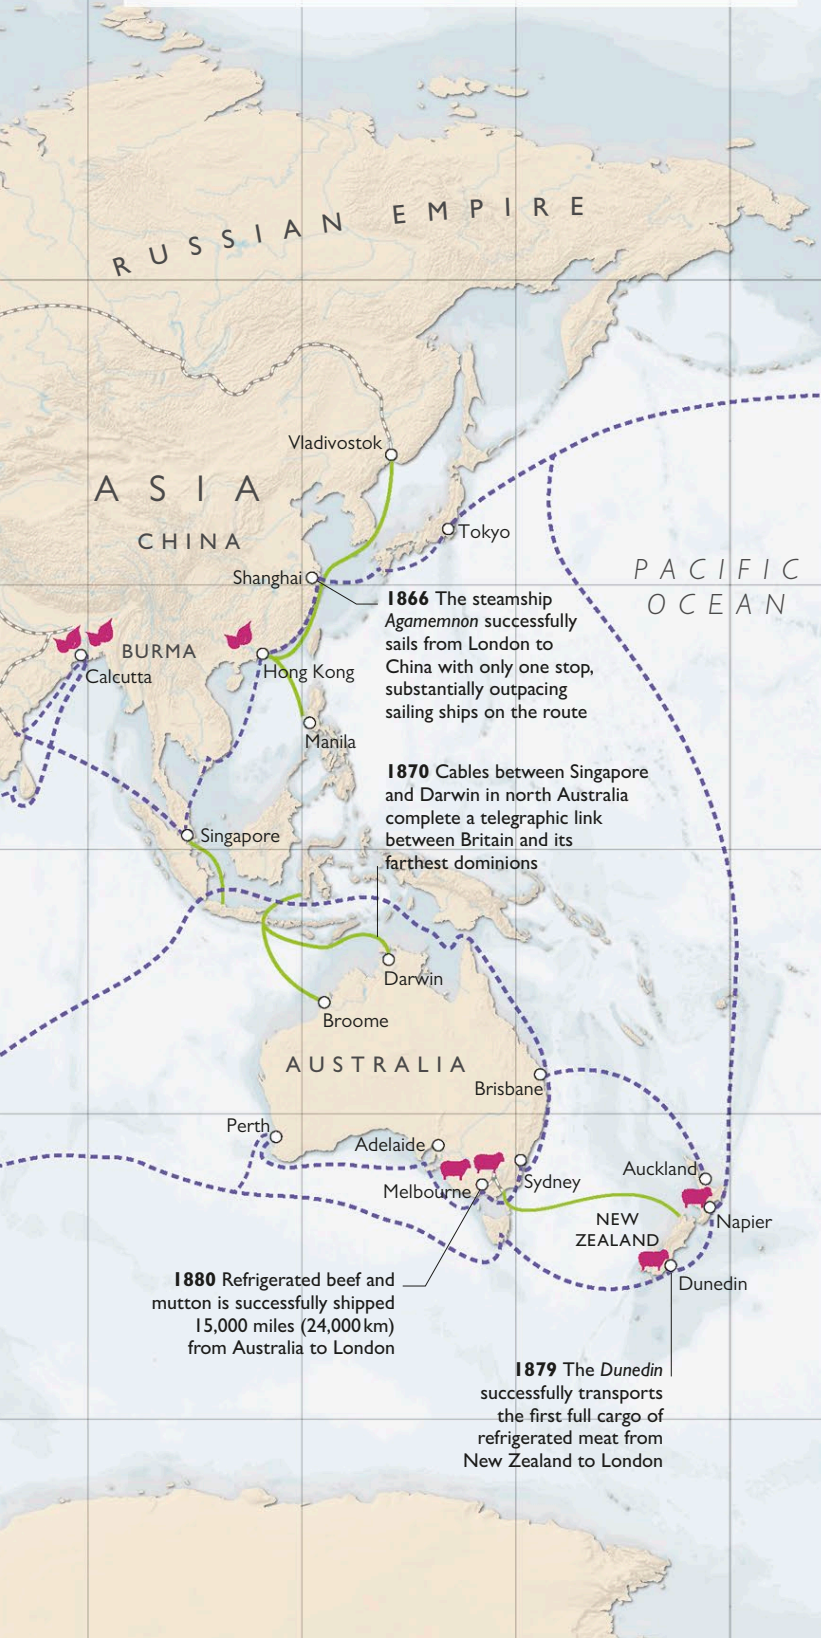 RUSSIAN EMPIRE
Vladivostok
ASIA
CHINA
Tokyo
PACIFIC
OCEAN
Shanghai
1866 The steamship
Agamemnon successfully
sails from London to
China with only one stop,
substantially outpacing
sailing ships on the route
BURMA
Calcutta
Hong Kong
Manila
1870 Cables between Singapore
and Darwin in north Australia
complete a telegraphic link
between Britain and its
farthest dominions
Singapore
Darwin
Broome
AUSTRALIA
Brisbane
Perth
Adelaide
Sydney
Melbourne
Auckland
NEW
ZEALAND
Napier
Dunedin
1880 Refrigerated beef and
mutton is successfully shipped
15,000 miles (24,000km)
from Australia to London
1879 The Dunedin
successfully transports
the first full cargo of
refrigerated meat from
New Zealand to London